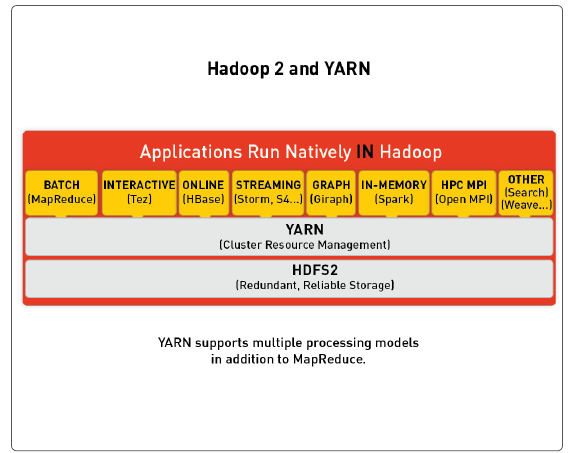 Hadoop 2 and YARN
Applications Run Natively IN Hadoop
BATCH
(MapReduce)
INTERACTIVE
(Tez)
ONLINE
(HBase)
STREAMING
(Storm, S4...)
GRAPH
(Giraph)
IN-MEMORY
(Spark)
HPC MPI
(Open MPI)
OTHER
(Search)
(Weave...)
YARN
(Cluster Resource Management)
HDFS2
(Redundant, Reliable Storage)
YARN supports multiple processing models
in addition to MapReduce.